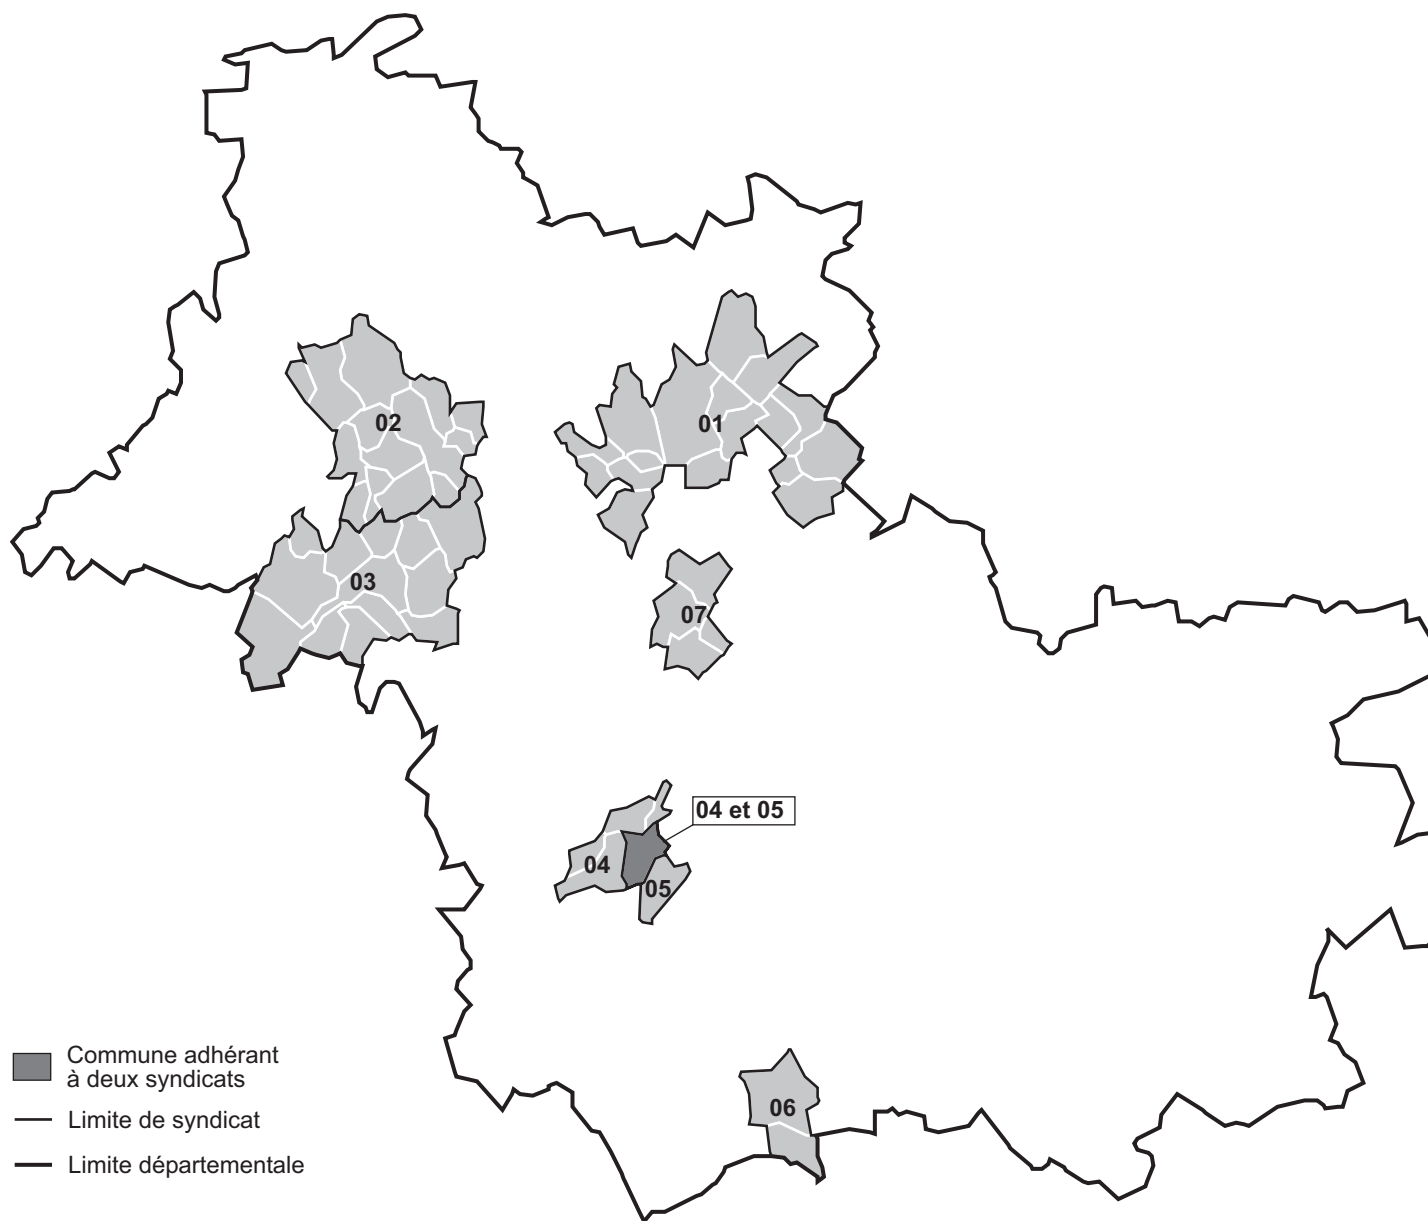 01
02
03
07
04 et 05
04
05
06
Commune adhérant
à deux syndicats
Limite de syndicat
Limite départementale